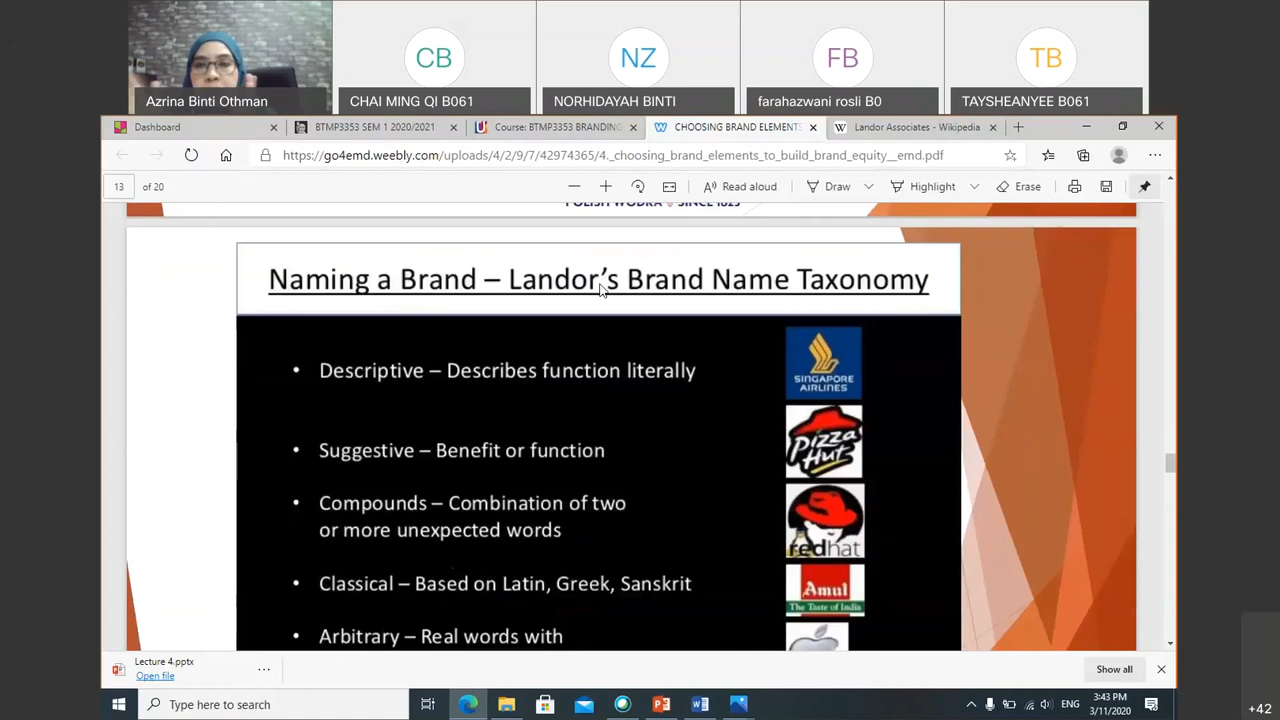 CB
NZ
FB
TB
Azrina Binti Othman
CHAI MING QI B061
NORHIDAYAH BINTI
farahazwani rosli B0
TAYSHEANYEE B061
Dashboard
BTMP3353 SEM 1 2020/2021
Course: BTMP3353 BRANDING
CHOOSING BRAND ELEMENTS
Landor Associates - Wikipedia
https://go4emd.weebly.com/uploads/4/2/9/7/42974365/4._choosing_brand_elements_to_build_brand_equity__emd.pdf
13 of 20
Read aloud
Draw
Highlight
Erase
POLISH WÓDKA SINCE 1823
Naming a Brand – Landor's Brand Name Taxonomy
• Descriptive – Describes function literally
SINGAPORE
AIRLINES
• Suggestive – Benefit or function
Pizza
Hut
• Compounds – Combination of two
or more unexpected words
redhat
• Classical – Based on Latin, Greek, Sanskrit
Amul
The Taste of India
• Arbitrary – Real words with
Lecture 4.pptx
Open file
Show all
Type here to search
ENG
3:43 PM
3/11/2020
+42